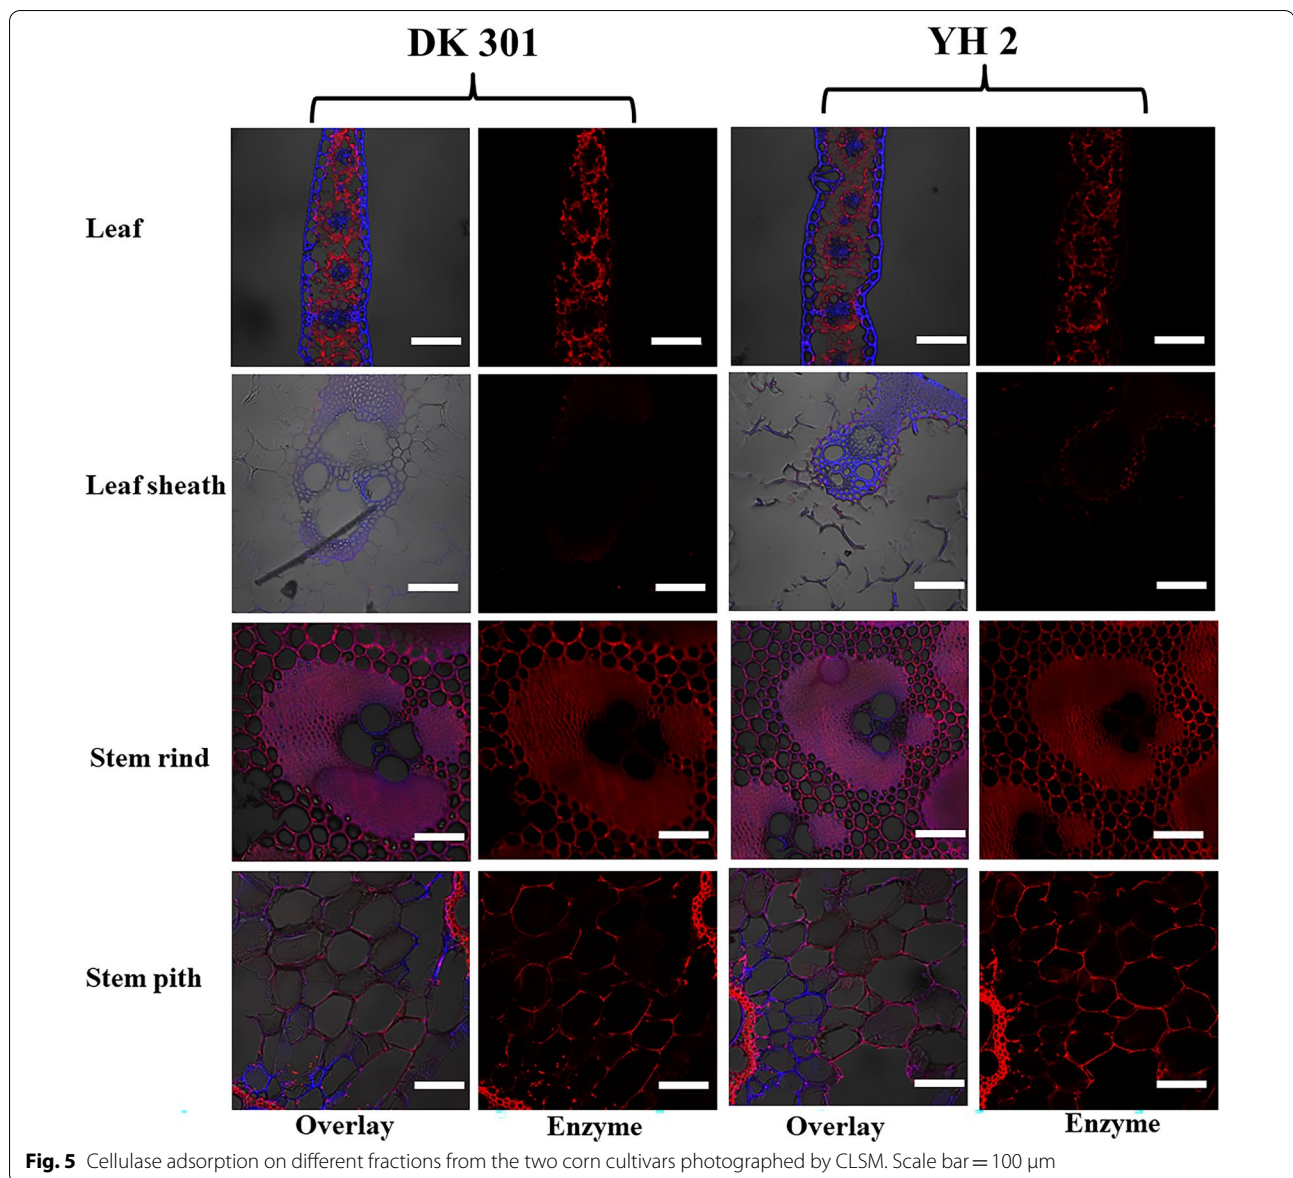 DK 301 YH 2
Leaf
Leaf sheath
Stem rind
Stem pith
Overlay Enzyme Overlay Enzyme
Fig. 5 Cellulase adsorption on different fractions from the two corn cultivars photographed by CLSM. Scale bar = 100 μm